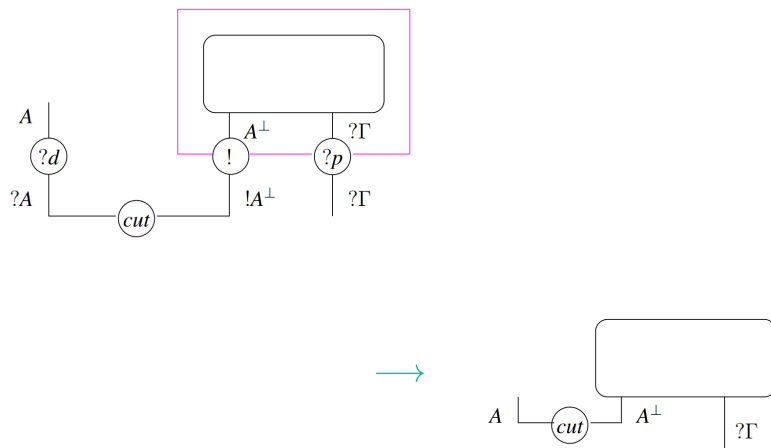 A A⊥ ?Γ
?d ! ?p
?A !A⊥ ?Γ
cut
⟶
A A⊥
cut ?Γ